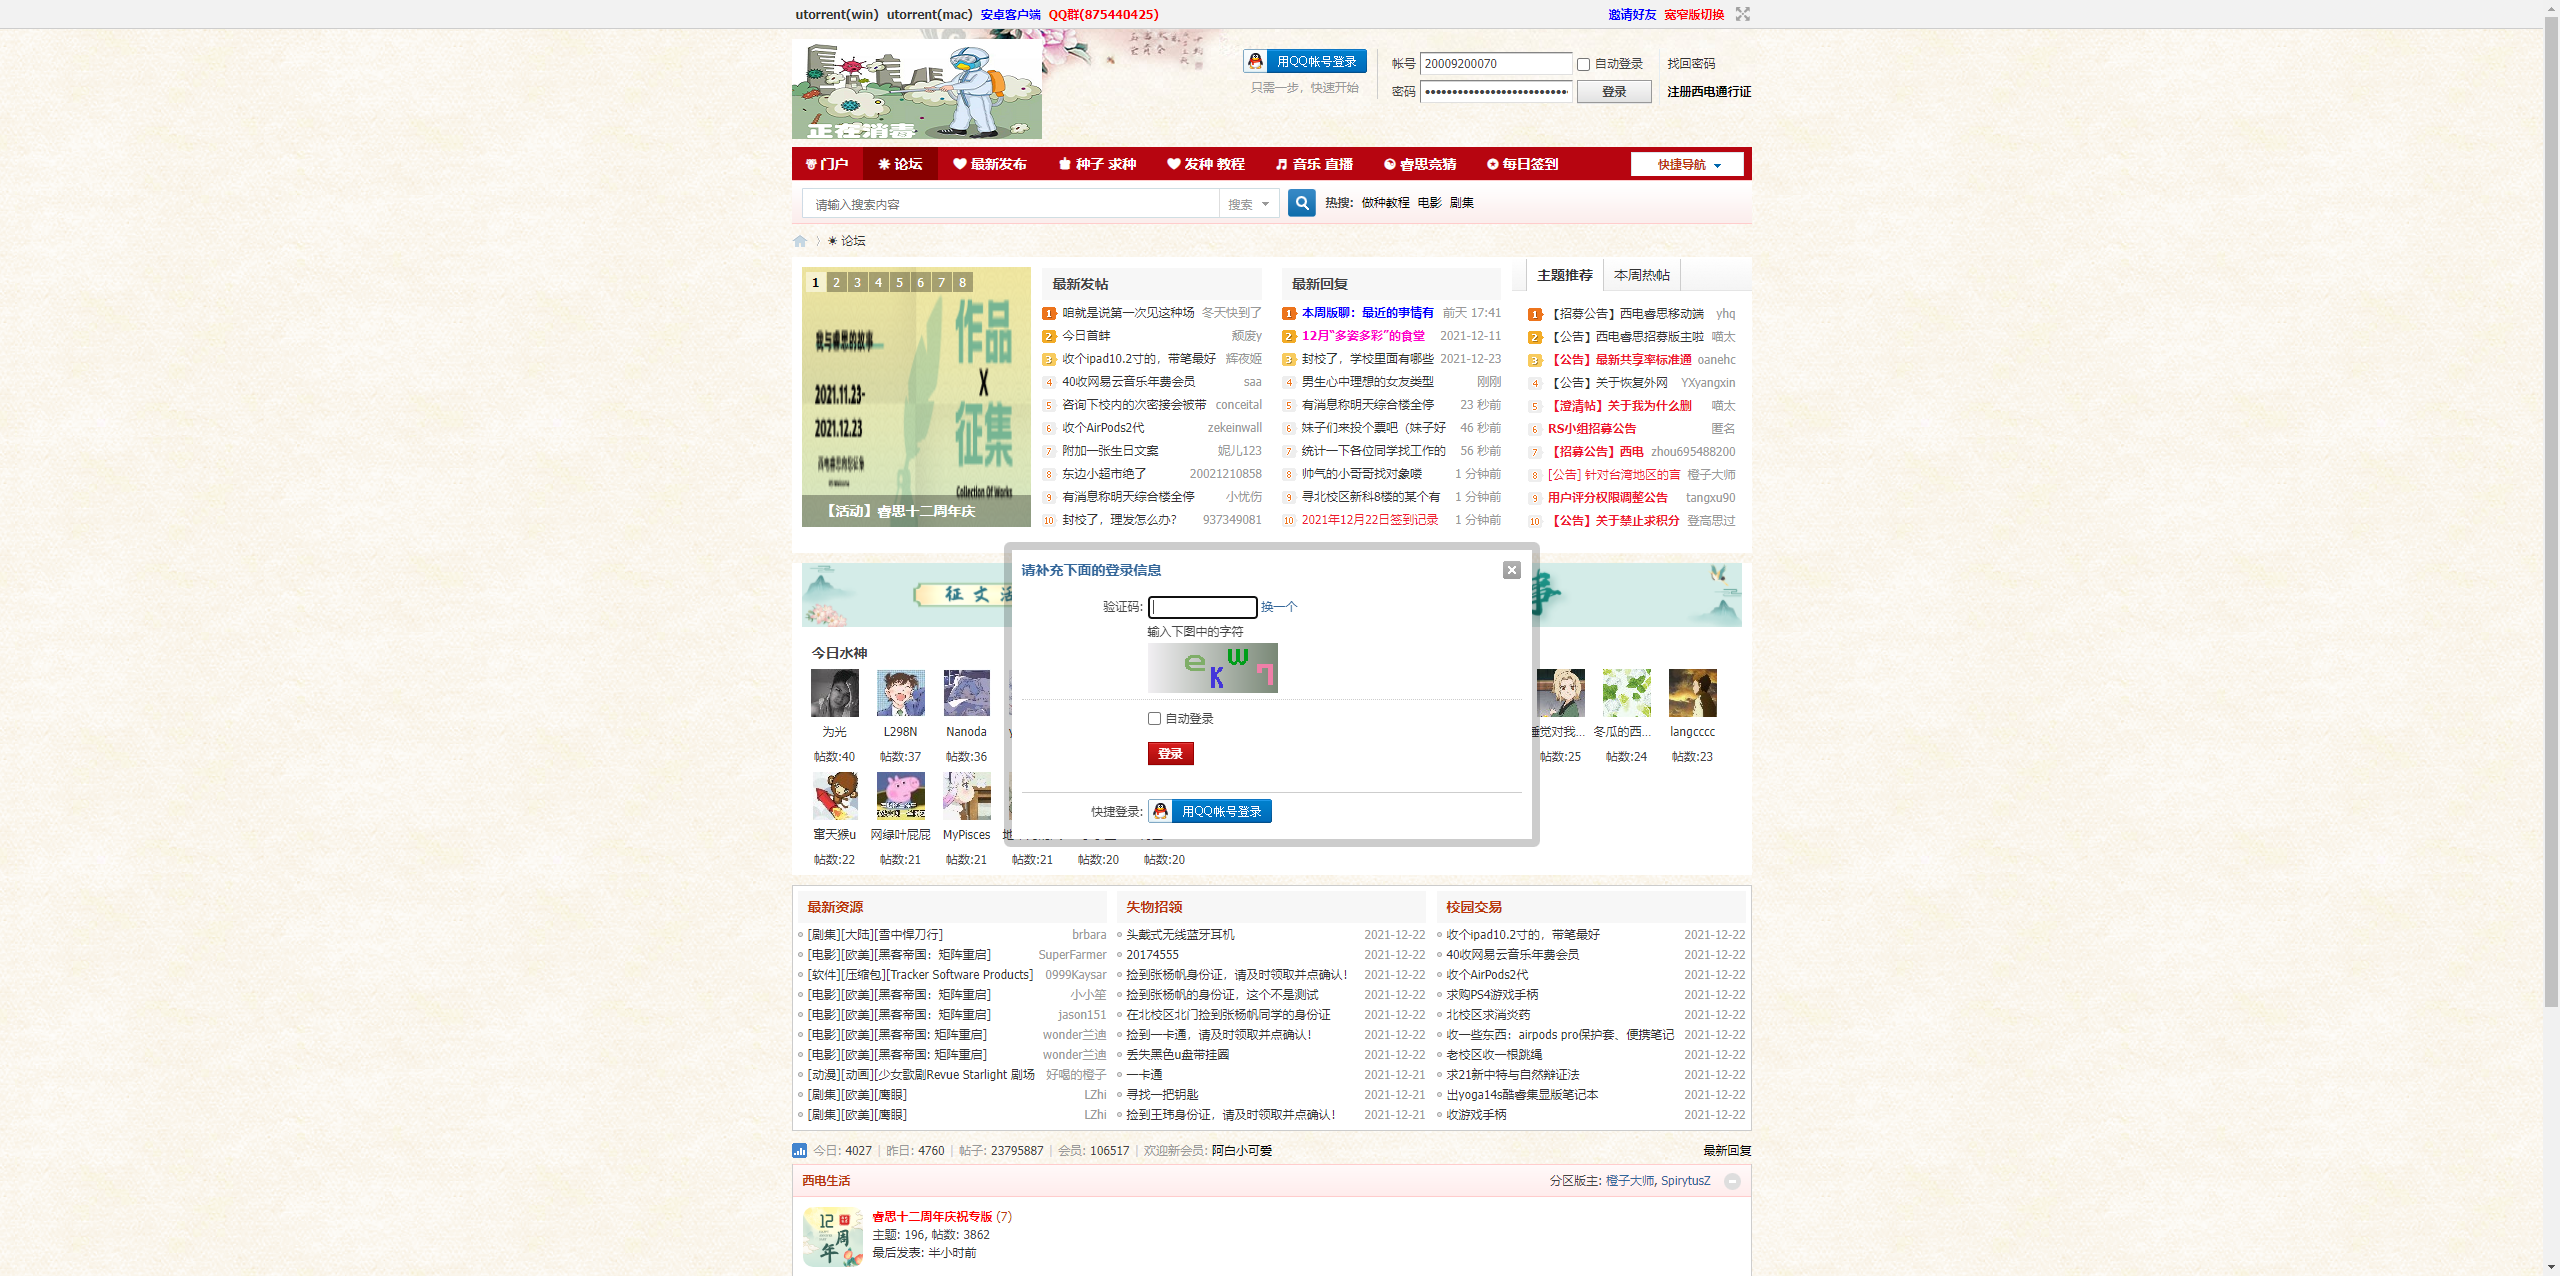 utorrent(win) utorrent(mac) 安卓客户端 QQ群(875440425)
邀请好友 宽窄版切换
正在消毒
用QQ帐号登录
只需一步，快速开始
帐号 20009200070 自动登录 找回密码
密码 登录 注册西电通行证
门户 论坛 最新发布 种子 求种 发种 教程 音乐 直播 睿思竞猜 每日签到 快捷导航
请输入搜索内容 搜索 热搜: 做种教程 电影 剧集
论坛
1 2 3 4 5 6 7 8
作品
X
征集
我与睿思的故事
2021.11.23-
2021.12.23
Collection Of Works
【活动】睿思十二周年庆
最新发帖
1 咱就是说第一次见这种场 冬天快到了
2 今日首蚌 颓废y
3 收个ipad10.2寸的，带笔最好 辉夜姬
4 40收网易云音乐年费会员 saa
5 咨询下校内的次密接会被带 conceital
6 收个AirPods2代 zekeinwall
7 附加一张生日文案 妮儿123
8 东边小超市绝了 20021210858
9 有消息称明天综合楼全停 小忧伤
10 封校了，理发怎么办? 937349081
最新回复
1 本周版聊：最近的事情有 前天 17:41
2 12月“多姿多彩”的食堂 2021-12-11
3 封校了，学校里面有哪些 2021-12-23
4 男生心中理想的女友类型 刚刚
5 有消息称明天综合楼全停 23 秒前
6 妹子们来投个票吧（妹子好 46 秒前
7 统计一下各位同学找工作的 56 秒前
8 帅气的小哥哥找对象喽 1 分钟前
9 寻北校区新科8楼的某个有 1 分钟前
10 2021年12月22日签到记录 1 分钟前
主题推荐 本周热帖
1 【招募公告】西电睿思移动端 yhq
2 【公告】西电睿思招募版主啦 喵太
3 【公告】最新共享率标准通 oanehc
4 【公告】关于恢复外网 YXyangxin
5 【澄清帖】关于我为什么删 喵太
6 RS小组招募公告 匿名
7 【招募公告】西电 zhou695488200
8 [公告] 针对台湾地区的言 橙子大师
9 用户评分权限调整公告 tangxu90
10 【公告】关于禁止求积分 登高思过
征文活
事
请补充下面的登录信息
验证码: 换一个
输入下图中的字符
e K W 7
自动登录
登录
快捷登录: 用QQ帐号登录
今日水神
为光 L298N Nanoda 睡觉对我... 冬瓜的西... langcccc
帖数:40 帖数:37 帖数:36 帖数:25 帖数:24 帖数:23
窜天猴u 网绿叶屁屁 MyPisces
帖数:22 帖数:21 帖数:21 帖数:21 帖数:20 帖数:20
最新资源
[剧集][大陆][雪中悍刀行] brbara
[电影][欧美][黑客帝国：矩阵重启] SuperFarmer
[软件][压缩包][Tracker Software Products] 0999Kaysar
[电影][欧美][黑客帝国：矩阵重启] 小小笙
[电影][欧美][黑客帝国：矩阵重启] jason151
[电影][欧美][黑客帝国: 矩阵重启] wonder兰迪
[电影][欧美][黑客帝国: 矩阵重启] wonder兰迪
[动漫][动画][少女歌剧Revue Starlight 剧场 好喝的橙子
[剧集][欧美][鹰眼] LZhi
[剧集][欧美][鹰眼] LZhi
失物招领
头戴式无线蓝牙耳机 2021-12-22
20174555 2021-12-22
捡到张杨帆身份证，请及时领取并点确认! 2021-12-22
捡到张杨帆的身份证，这个不是测试 2021-12-22
在北校区北门捡到张杨帆同学的身份证 2021-12-22
捡到一卡通，请及时领取并点确认! 2021-12-22
丢失黑色u盘带挂圈 2021-12-22
一卡通 2021-12-21
寻找一把钥匙 2021-12-21
捡到王玮身份证，请及时领取并点确认! 2021-12-21
校园交易
收个ipad10.2寸的，带笔最好 2021-12-22
40收网易云音乐年费会员 2021-12-22
收个AirPods2代 2021-12-22
求购PS4游戏手柄 2021-12-22
北校区求消炎药 2021-12-22
收一些东西：airpods pro保护套、便携笔记 2021-12-22
老校区收一根跳绳 2021-12-22
求21新中特与自然辩证法 2021-12-22
出yoga14s酷睿集显版笔记本 2021-12-22
收游戏手柄 2021-12-22
今日: 4027 | 昨日: 4760 | 帖子: 23795887 | 会员: 106517 | 欢迎新会员: 阿白小可爱 最新回复
西电生活 分区版主: 橙子大师, SpirytusZ
12
周
年
睿思十二周年庆祝专版 (7)
主题: 196, 帖数: 3862
最后发表: 半小时前